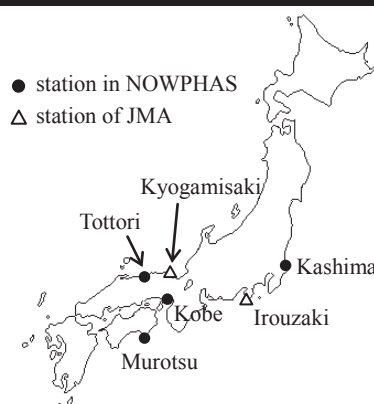 station in NOWPHAS
station of JMA
Kyogamisaki
Tottori
Kashima
Kobe
Irouzaki
Murotsu